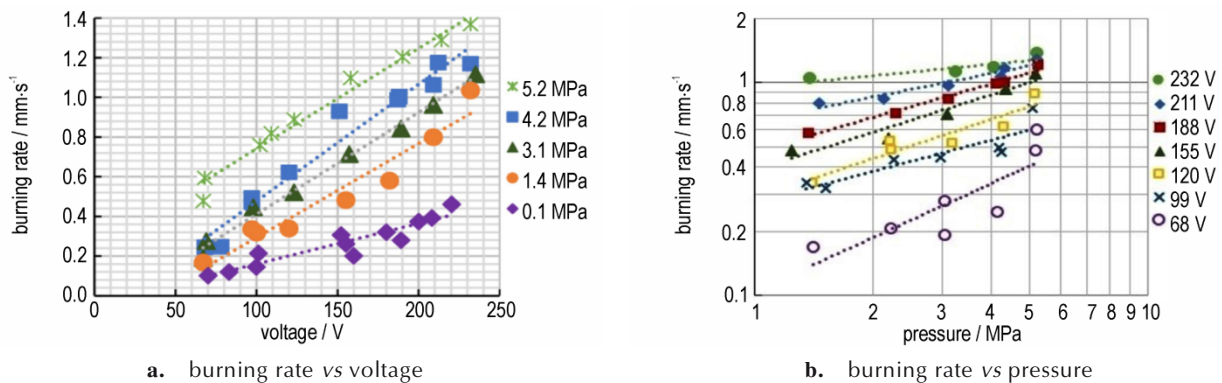 burning rate / mm·s⁻¹
1.4
1.2
1.0
0.8
0.6
0.4
0.2
0.0
0
50
100
150
200
250
voltage / V
5.2 MPa
4.2 MPa
3.1 MPa
1.4 MPa
0.1 MPa
a. burning rate vs voltage
burning rate / mm·s⁻¹
2
1
0.8
0.6
0.4
0.2
0.1
1
2
3
4
5
6
7
8
9
10
pressure / MPa
232 V
211 V
188 V
155 V
120 V
99 V
68 V
b. burning rate vs pressure